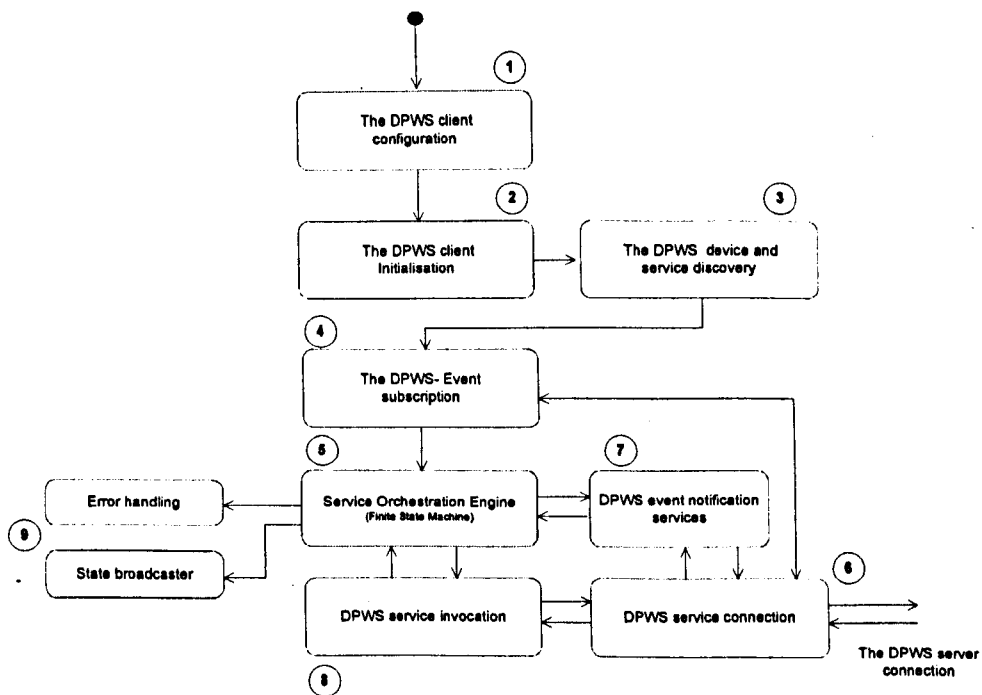 1
The DPWS client
configuration
2
The DPWS client
Initialisation
3
The DPWS device and
service discovery
4
The DPWS- Event
subscription
5
Service Orchestration Engine
(Finite State Machine)
7
DPWS event notification
services
Error handling
9
State broadcaster
6
DPWS service invocation
DPWS service connection
8
The DPWS server
connection